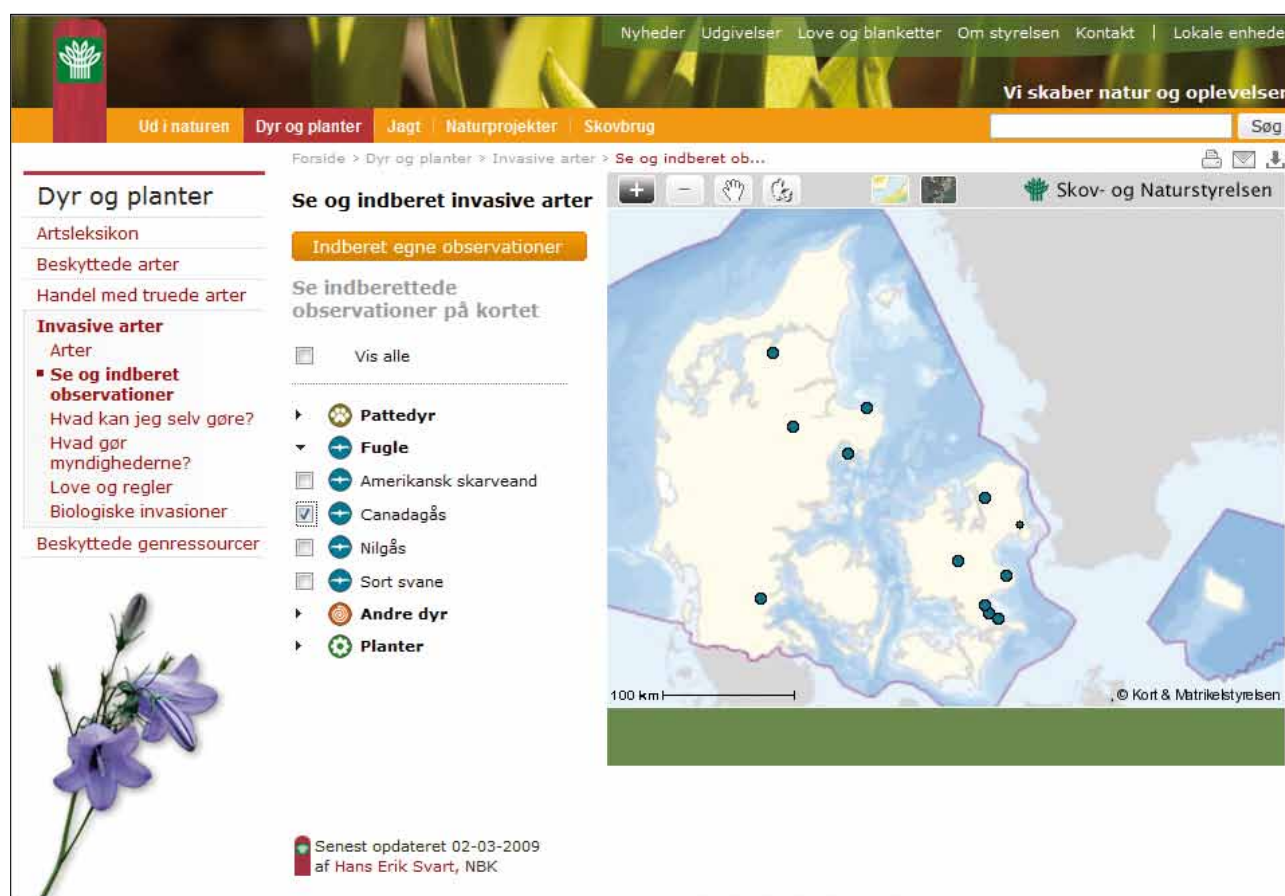 Nyheder Udgivelser Love og blanketter Om styrelsen Kontakt | Lokale enhede
Vi skaber natur og oplevelser
Ud i naturen Dyr og planter Jagt Naturprojekter Skovbrug Søg
Forside > Dyr og planter > Invasive arter > Se og indberet ob...
Dyr og planter
Artsleksikon
Beskyttede arter
Handel med truede arter
Invasive arter
Arter
Se og indberet
observationer
Hvad kan jeg selv gøre?
Hvad gør
myndighederne?
Love og regler
Biologiske invasioner
Beskyttede genressourcer
Se og indberet invasive arter
Indberet egne observationer
Se indberettede
observationer på kortet
Vis alle
Pattedyr
Fugle
Amerikansk skarveand
Canadagås
Nilgås
Sort svane
Andre dyr
Planter
Skov- og Naturstyrelsen
100 km
, © Kort & Matrikelstyrelsen
Senest opdateret 02-03-2009
af Hans Erik Svart, NBK